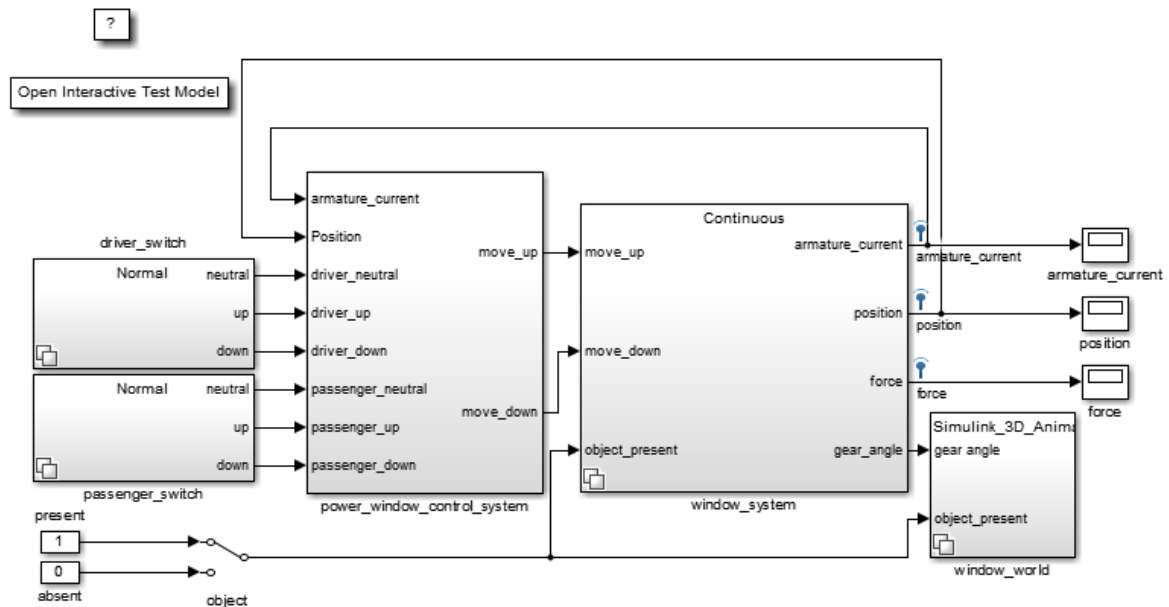 ?
Open Interactive Test Model
driver_switch
Normal
neutral
up
down
Normal
neutral
up
down
passenger_switch
present
1
0
absent
object
armature_current
Position
driver_neutral
driver_up
driver_down
passenger_neutral
passenger_up
passenger_down
move_up
move_down
power_window_control_system
Continuous
move_up
move_down
object_present
armature_current
position
force
gear_angle
window_system
armature_current
position
force
armature_current
position
force
Simulink_3D_Anima
gear angle
object_present
window_world